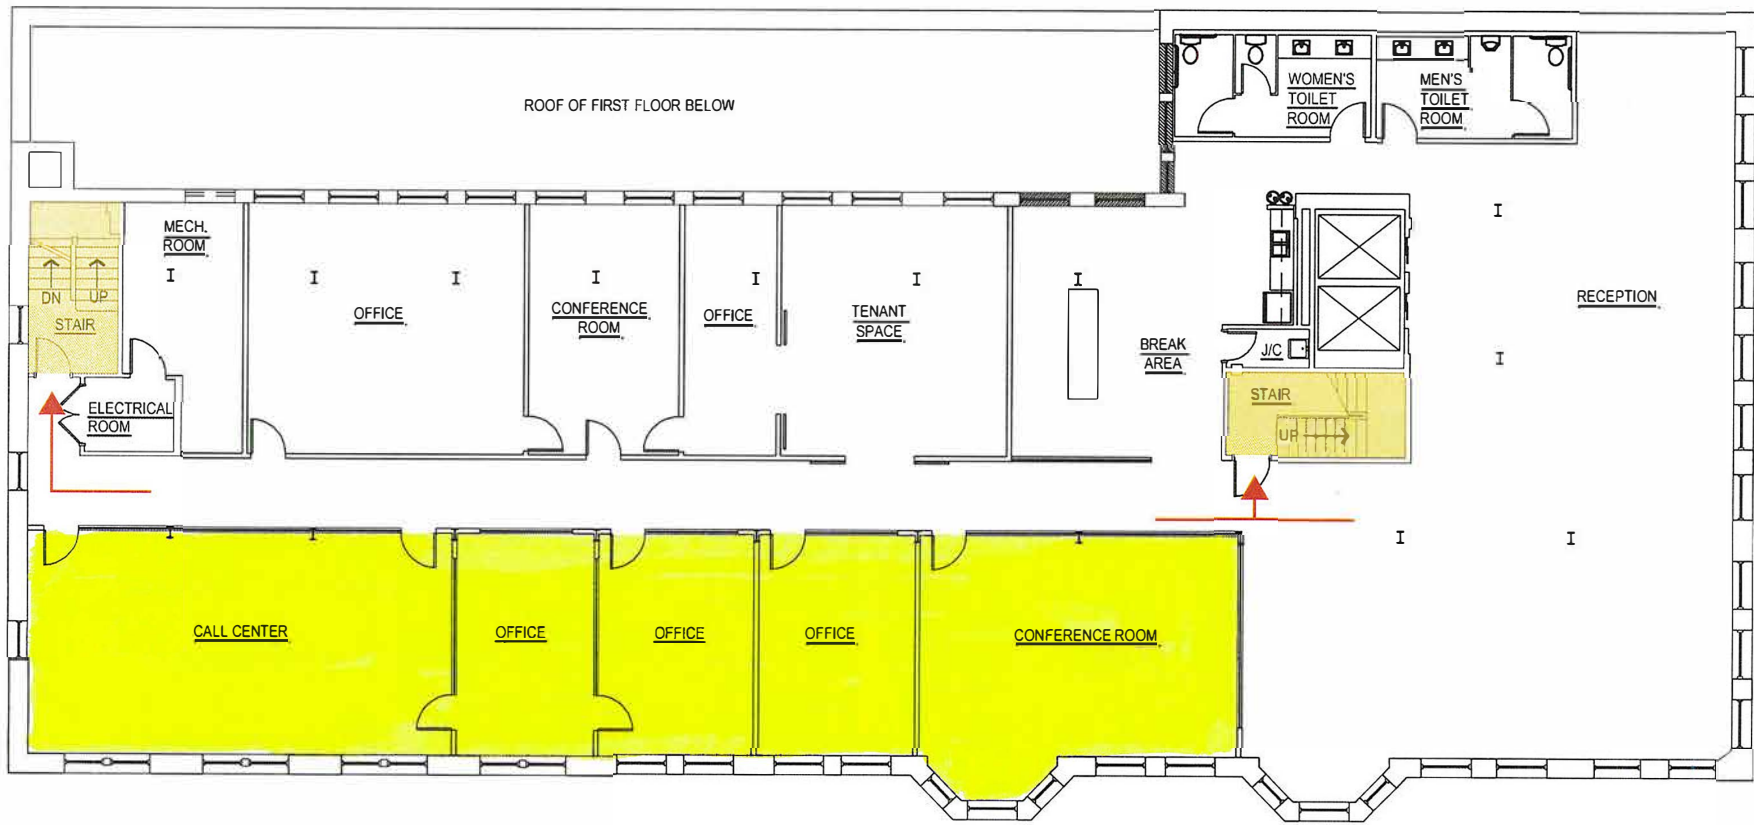 ROOF OF FIRST FLOOR BELOW
WOMEN'S
TOILET
ROOM
MEN'S
TOILET
ROOM
MECH.
ROOM
DN
UP
STAIR
OFFICE
CONFERENCE
ROOM
OFFICE
TENANT
SPACE
BREAK
AREA
J/C
RECEPTION
STAIR
UP
ELECTRICAL
ROOM
CALL CENTER
OFFICE
OFFICE
OFFICE
CONFERENCE ROOM